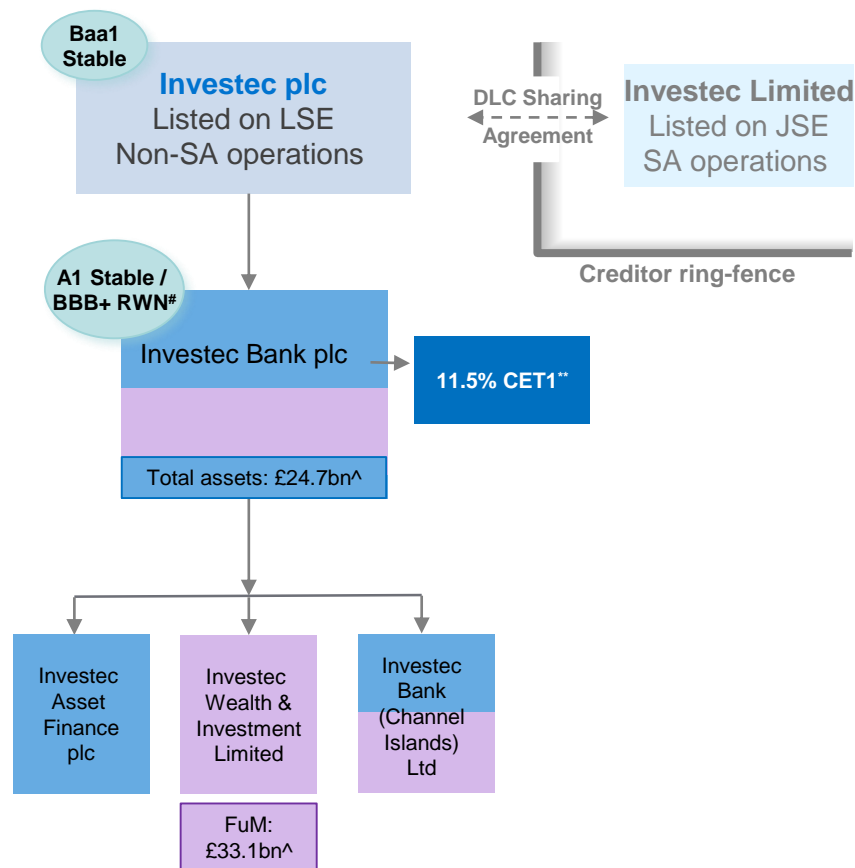 Baa1
Stable
Investec plc
Listed on LSE
Non-SA operations
DLC Sharing
Agreement
Investec Limited
Listed on JSE
SA operations
Creditor ring-fence
A1 Stable /
BBB+ RWN#
Investec Bank plc
11.5% CET1**
Total assets: £24.7bn^
Investec
Asset
Finance
plc
Investec
Wealth &
Investment
Limited
Investec
Bank
(Channel
Islands)
Ltd
FuM:
£33.1bn^